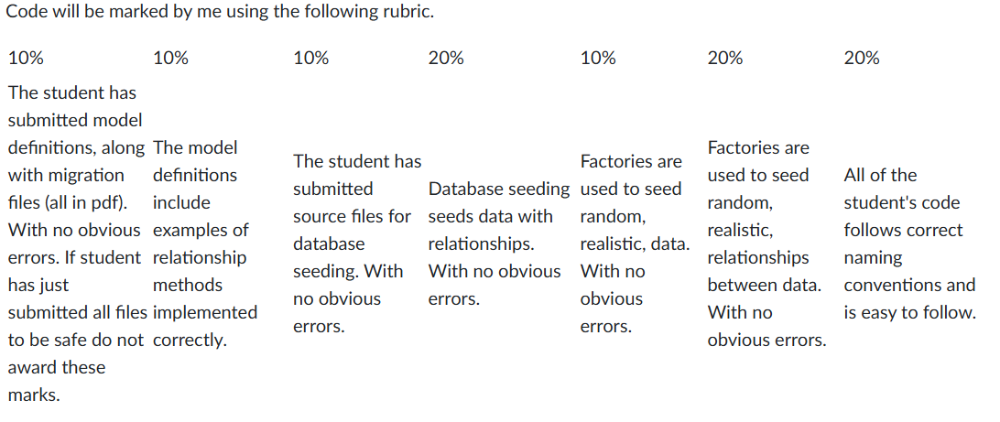 Code will be marked by me using the following rubric.
10% 10% 10% 20% 10% 20% 20%
The student has
submitted model
definitions, along
with migration
files (all in pdf).
With no obvious
errors. If student
has just
submitted all files
to be safe do not
award these
marks.
The model
definitions
include
examples of
relationship
methods
implemented
correctly.
The student has
submitted
source files for
database
seeding. With
no obvious
errors.
Database seeding
seeds data with
relationships.
With no obvious
errors.
Factories are
used to seed
random,
realistic, data.
With no
obvious
errors.
Factories are
used to seed
random,
realistic,
relationships
between data.
With no
obvious errors.
All of the
student's code
follows correct
naming
conventions and
is easy to follow.